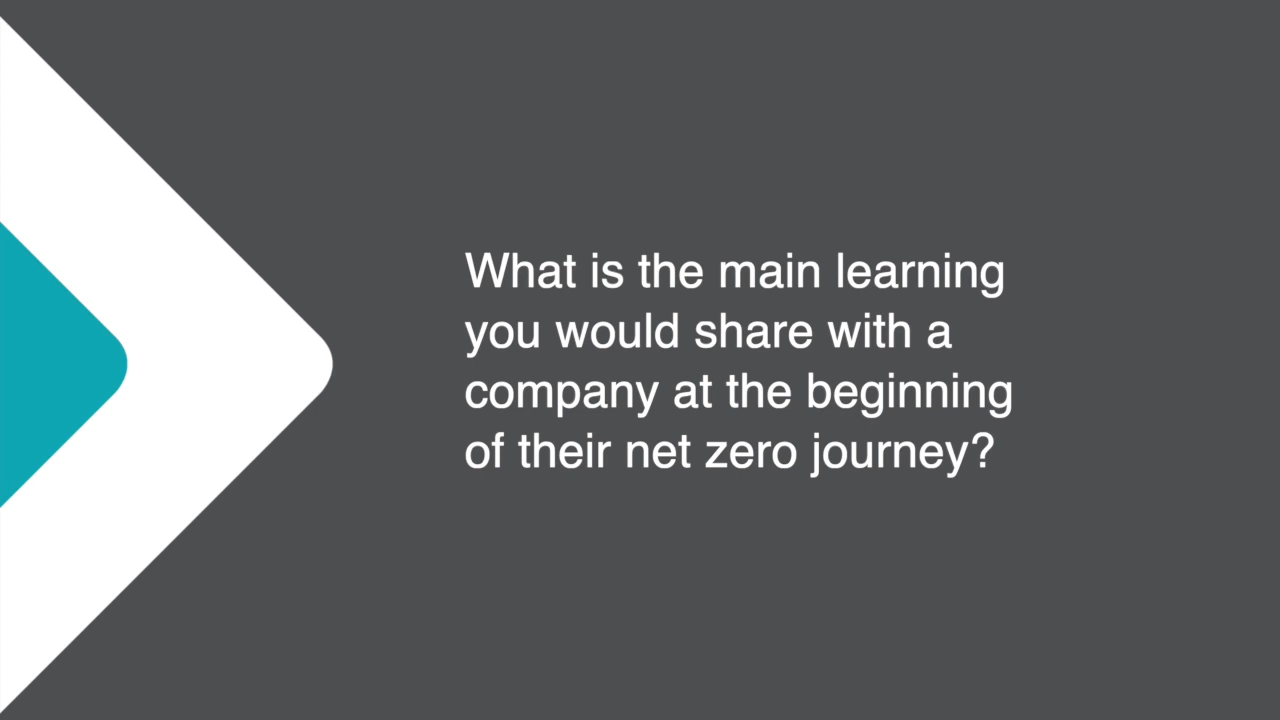 What is the main learning
you would share with a
company at the beginning
of their net zero journey?